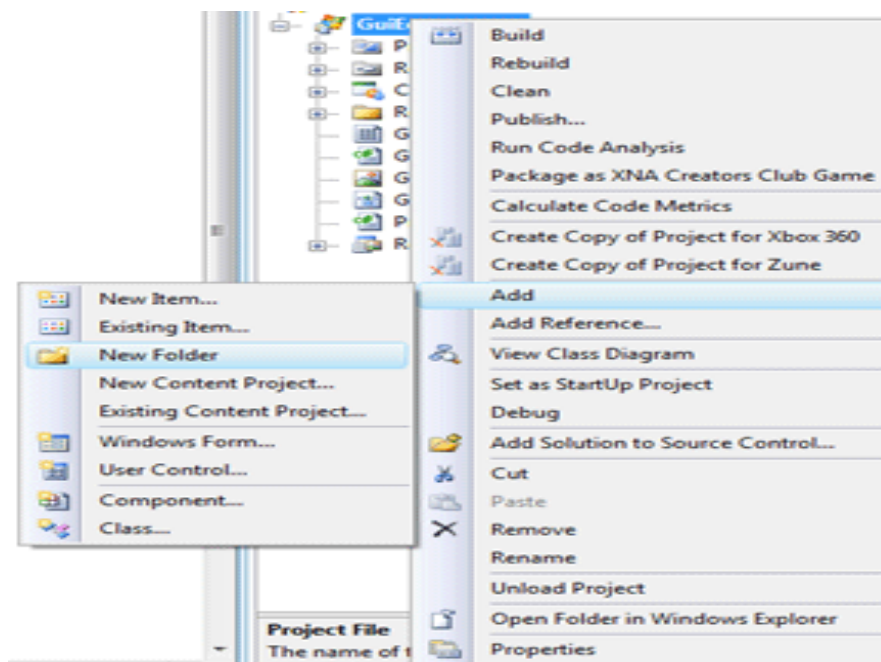 GuiE
P
R
C
R
G
G
G
G
P
R
Build
Rebuild
Clean
Publish...
Run Code Analysis
Package as XNA Creators Club Game
Calculate Code Metrics
Create Copy of Project for Xbox 360
Create Copy of Project for Zune
Add
Add Reference...
View Class Diagram
Set as StartUp Project
Debug
Add Solution to Source Control...
Cut
Paste
Remove
Rename
Unload Project
Open Folder in Windows Explorer
Properties
New Item...
Existing Item...
New Folder
New Content Project...
Existing Content Project...
Windows Form...
User Control...
Component...
Class...
Project File
The name of t